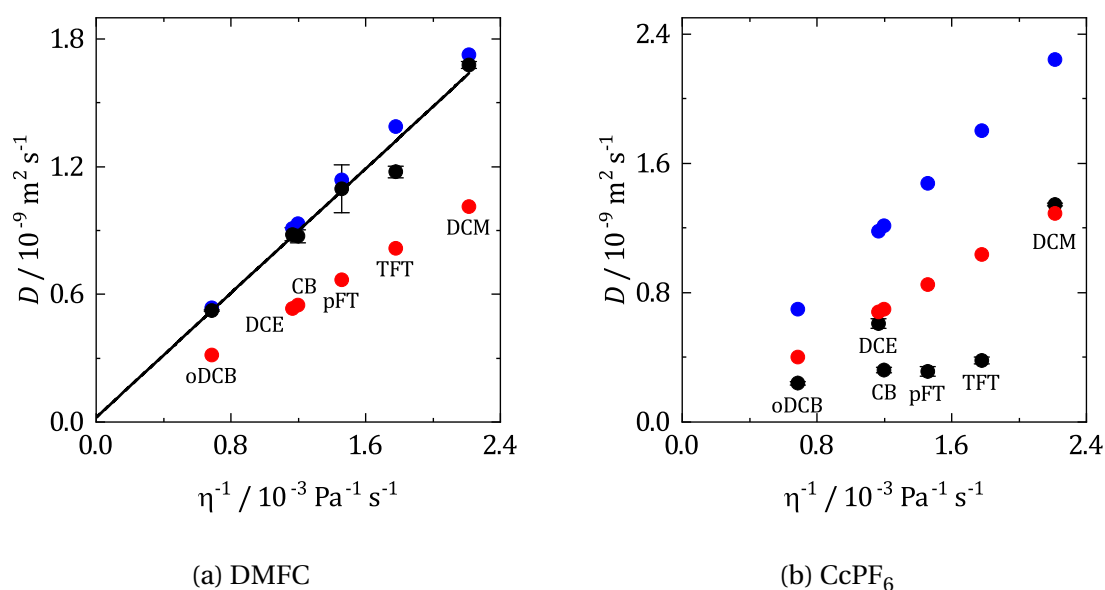 1.8
1.2
0.6
0.0
D / 10⁻⁹ m² s⁻¹
oDCB
DCE
CB
pFT
TFT
DCM
0.0 0.8 1.6 2.4
η⁻¹ / 10⁻³ Pa⁻¹ s⁻¹
(a) DMFC
2.4
1.6
0.8
0.0
D / 10⁻⁹ m² s⁻¹
oDCB
DCE
CB
pFT
TFT
DCM
0.0 0.8 1.6 2.4
η⁻¹ / 10⁻³ Pa⁻¹ s⁻¹
(b) CcPF₆